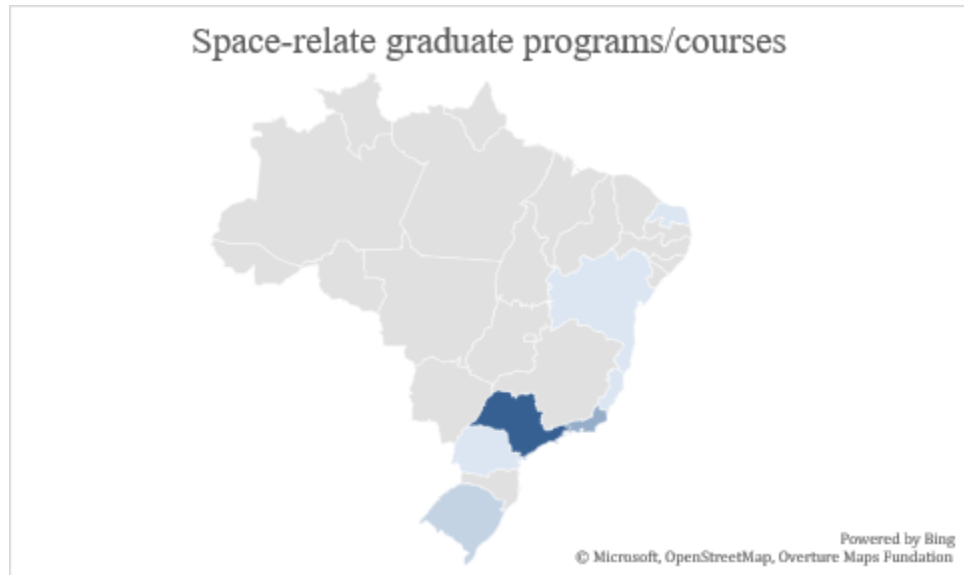 Space-relate graduate programs/courses
Powered by Bing
© Microsoft, OpenStreetMap, Overture Maps Fundation